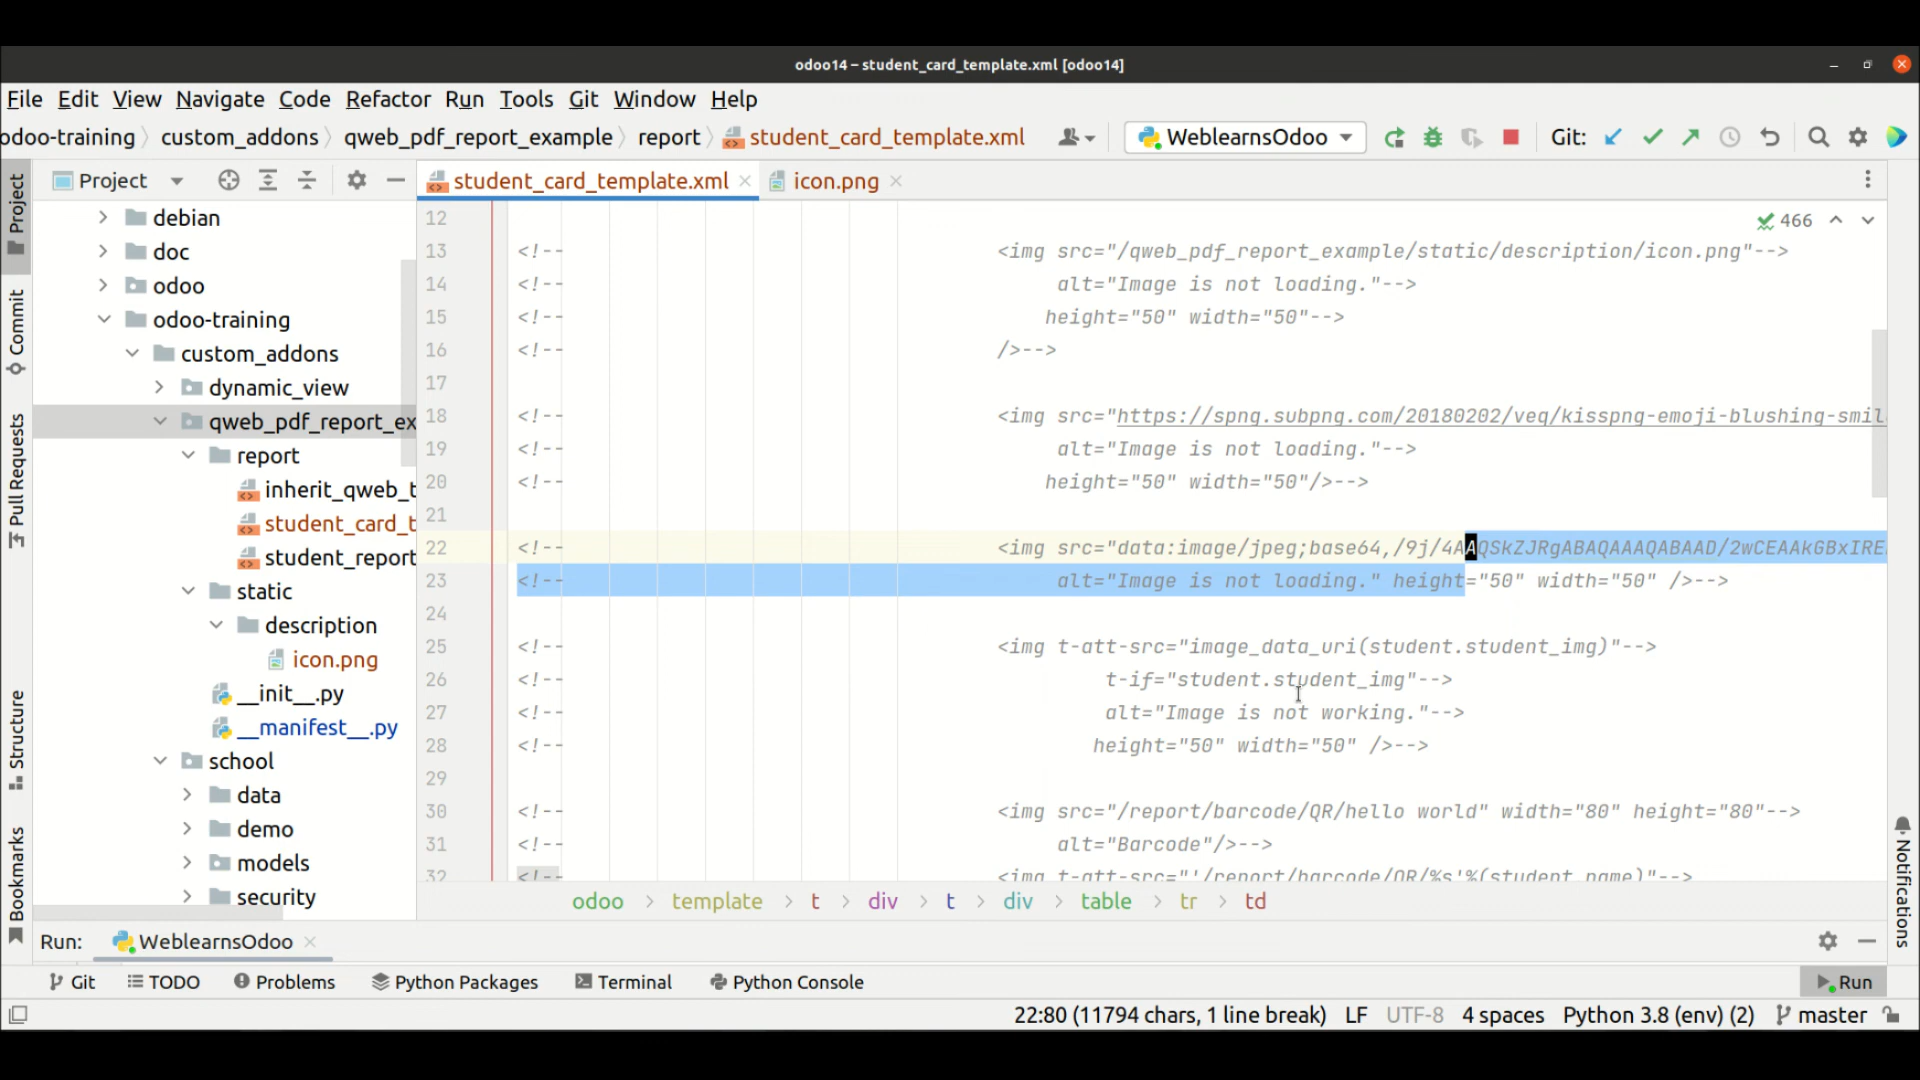 odoo14 – student_card_template.xml [odoo14]
File Edit View Navigate Code Refactor Run Tools Git Window Help
odoo-training custom_addons qweb_pdf_report_example report student_card_template.xml WeblearnsOdoo Git:
Project student_card_template.xml icon.png
Project
Commit
Pull Requests
Structure
Bookmarks
debian
doc
odoo
odoo-training
custom_addons
dynamic_view
qweb_pdf_report_ex
report
inherit_qweb_t
student_card_t
student_report
static
description
icon.png
__init__.py
__manifest__.py
school
data
demo
models
security
466
12
13 <!-- <img src="/qweb_pdf_report_example/static/description/icon.png"-->
14 <!-- alt="Image is not loading."-->
15 <!-- height="50" width="50"-->
16 <!-- />-->
17
18 <!-- <img src="https://spng.subpng.com/20180202/veq/kisspng-emoji-blushing-smil
19 <!-- alt="Image is not loading."-->
20 <!-- height="50" width="50"/>-->
21
22 <!-- <img src="data:image/jpeg;base64,/9j/4AAQSkZJRgABAQAAAQABAAD/2wCEAAkGBxIRE
23 <!-- alt="Image is not loading." height="50" width="50" />-->
24
25 <!-- <img t-att-src="image_data_uri(student.student_img)"-->
26 <!-- t-if="student.student_img"-->
27 <!-- alt="Image is not working."-->
28 <!-- height="50" width="50" />-->
29
30 <!-- <img src="/report/barcode/QR/hello world" width="80" height="80"-->
31 <!-- alt="Barcode"/>-->
32 <!-- <img t-att-src="'/report/barcode/QR/%s'%(student.name)"-->
odoo template t div t div table tr td
Notifications
Run: WeblearnsOdoo
Git TODO Problems Python Packages Terminal Python Console Run
22:80 (11794 chars, 1 line break) LF UTF-8 4 spaces Python 3.8 (env) (2) master